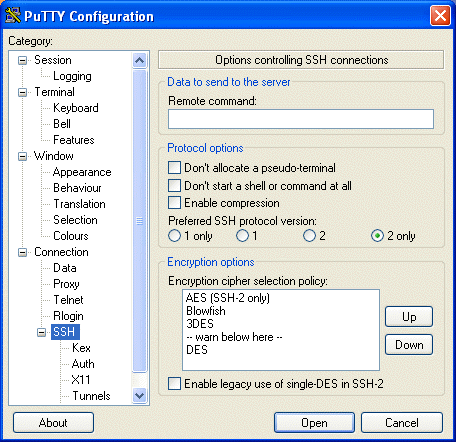 PuTTY Configuration
Category:
Session
Logging
Terminal
Keyboard
Bell
Features
Window
Appearance
Behaviour
Translation
Selection
Colours
Connection
Data
Proxy
Telnet
Rlogin
SSH
Kex
Auth
X11
Tunnels
Options controlling SSH connections
Data to send to the server
Remote command:
Protocol options
Don't allocate a pseudo-terminal
Don't start a shell or command at all
Enable compression
Preferred SSH protocol version:
1 only 1 2 2 only
Encryption options
Encryption cipher selection policy:
AES (SSH-2 only)
Blowfish
3DES
-- warn below here --
DES
Up
Down
Enable legacy use of single-DES in SSH-2
About Open Cancel